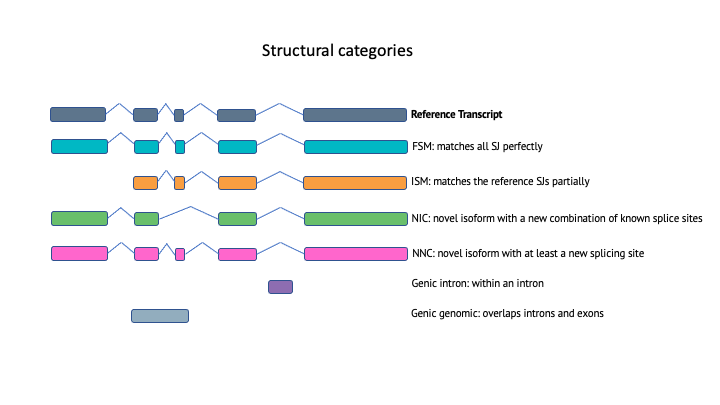 Structural categories
Reference Transcript
FSM: matches all SJ perfectly
ISM: matches the reference SJs partially
NIC: novel isoform with a new combination of known splice sites
NNC: novel isoform with at least a new splicing site
Genic intron: within an intron
Genic genomic: overlaps introns and exons